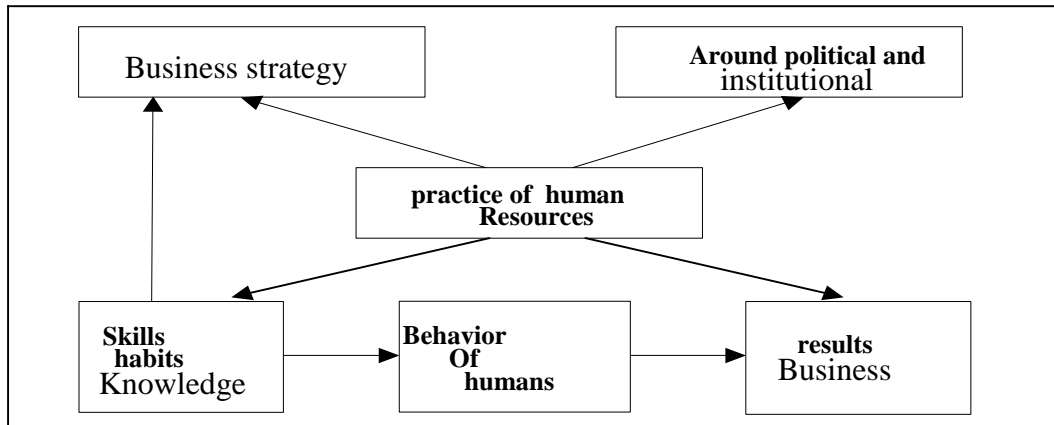 Business strategy
Around political and
institutional
practice of human
Resources
Skills
habits
Knowledge
Behavior
Of
humans
results
Business